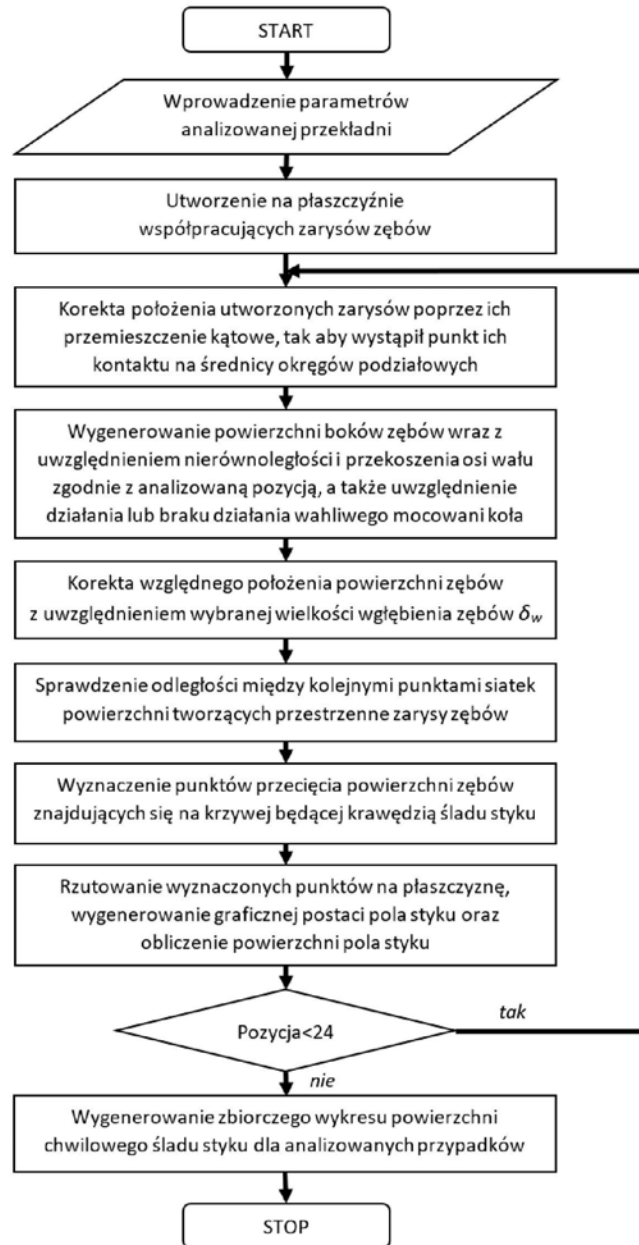 START
Wprowadzenie parametrów
analizowanej przekładni
Utworzenie na płaszczyźnie
współpracujących zarysów zębów
Korekta położenia utworzonych zarysów poprzez ich
przemieszczenie kątowe, tak aby wystąpił punkt ich
kontaktu na średnicy okręgów podziałowych
Wygenerowanie powierzchni boków zębów wraz z
uwzględnieniem nierównoległości i przekoszenia osi wału
zgodnie z analizowaną pozycją, a także uwzględnienie
działania lub braku działania wahliwego mocowani koła
Korekta względnego położenia powierzchni zębów
z uwzględnieniem wybranej wielkości wgłębienia zębów δw
Sprawdzenie odległości między kolejnymi punktami siatek
powierzchni tworzących przestrzenne zarysy zębów
Wyznaczenie punktów przecięcia powierzchni zębów
znajdujących się na krzywej będącej krawędzią śladu styku
Rzutowanie wyznaczonych punktów na płaszczyznę,
wygenerowanie graficznej postaci pola styku oraz
obliczenie powierzchni pola styku
tak
Pozycja<24
nie
Wygenerowanie zbiorczego wykresu powierzchni
chwilowego śladu styku dla analizowanych przypadków
STOP